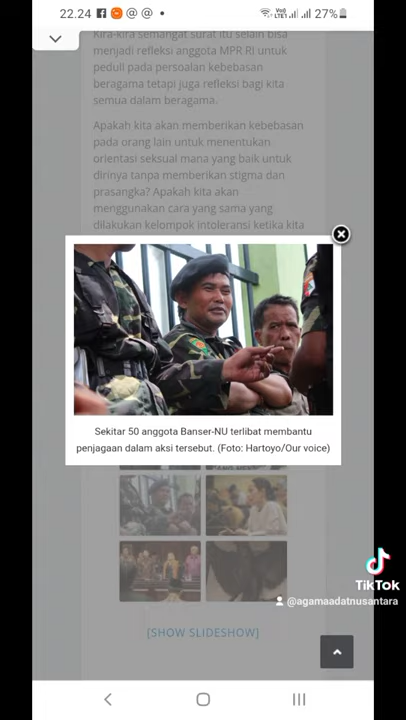 22.24
27%
Kira-kira semangat surat itu selain bisa
menjadi refleksi anggota MPR RI untuk
peduli pada persoalan kebebasan
beragama tetapi juga refleksi bagi kita
semua dalam beragama.
Apakah kita akan memberikan kebebasan
pada orang lain untuk menentukan
orientasi seksual mana yang baik untuk
dirinya tanpa memberikan stigma dan
prasangka? Apakah kita akan
menggunakan cara yang sama yang
dilakukan kelompok intoleransi ketika kita
Sekitar 50 anggota Banser-NU terlibat membantu
penjagaan dalam aksi tersebut. (Foto: Hartoyo/Our voice)
[SHOW SLIDESHOW]
TikTok
@agamaadatnusantara